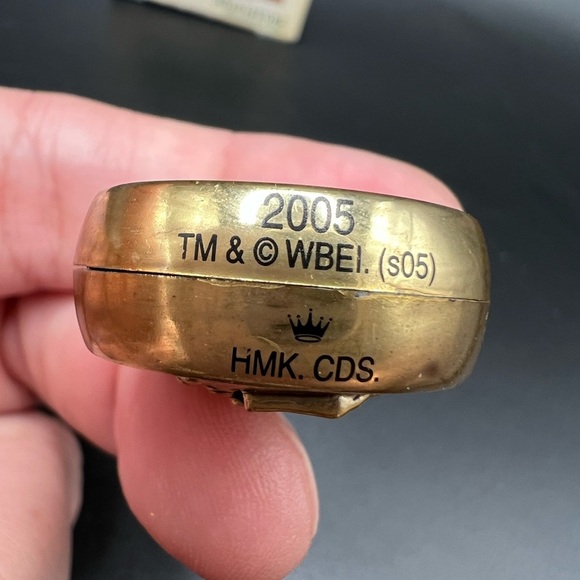 2005
TM & © WBEI. (s05)
HMK. CDS.